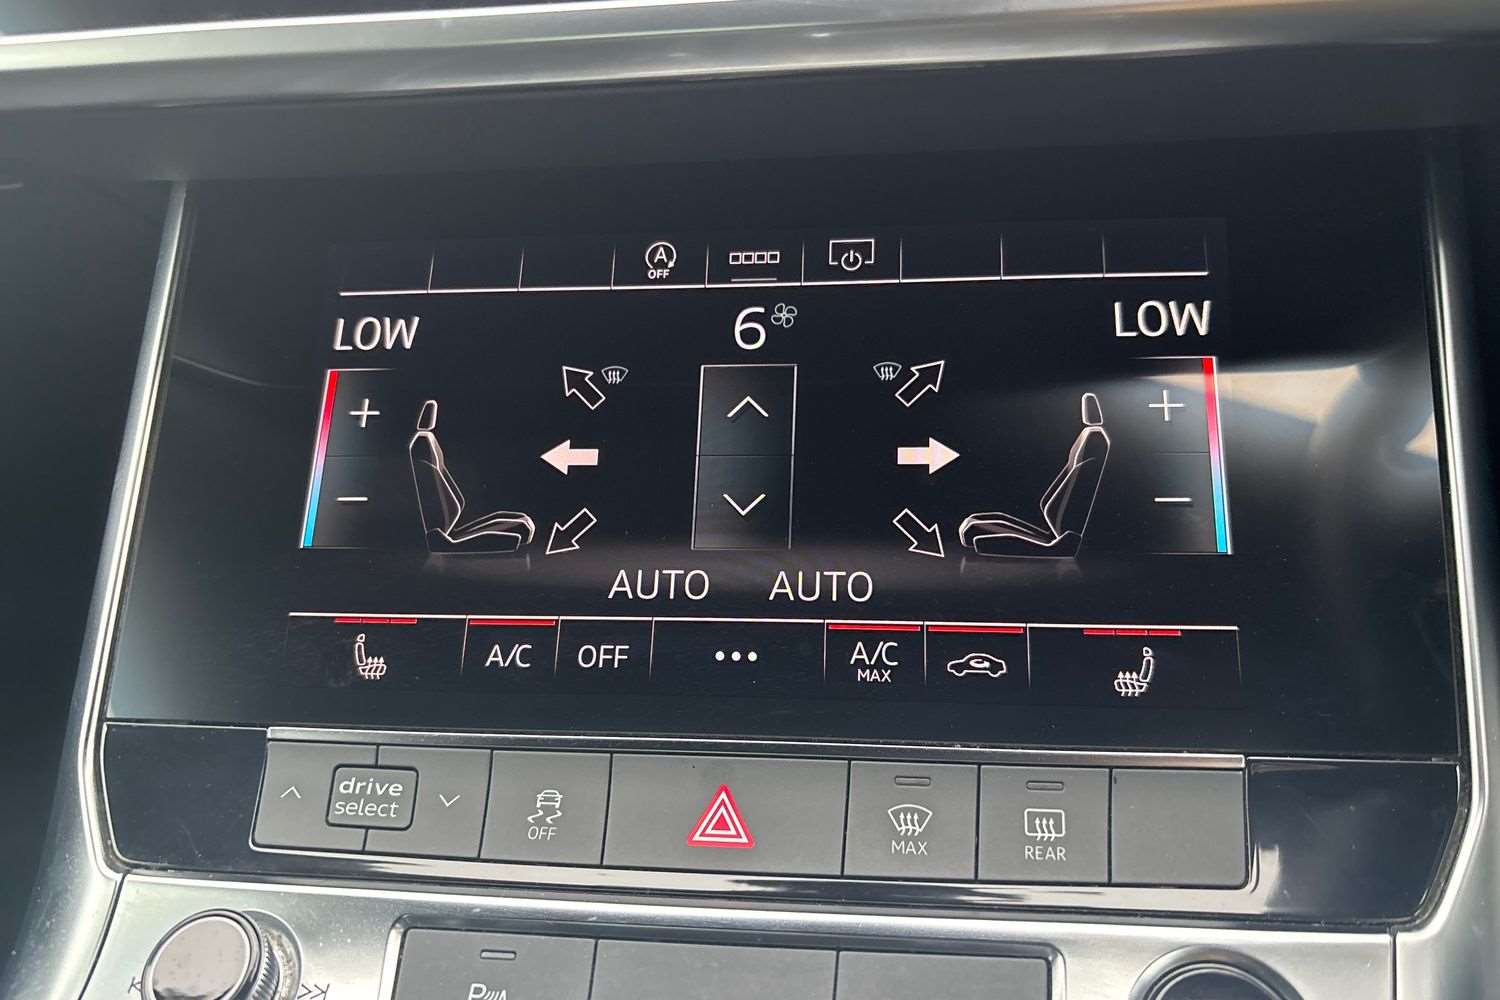 A
OFF
LOW
6
LOW
AUTO AUTO
A/C
OFF
A/C
MAX
drive
select
OFF
MAX
REAR
P